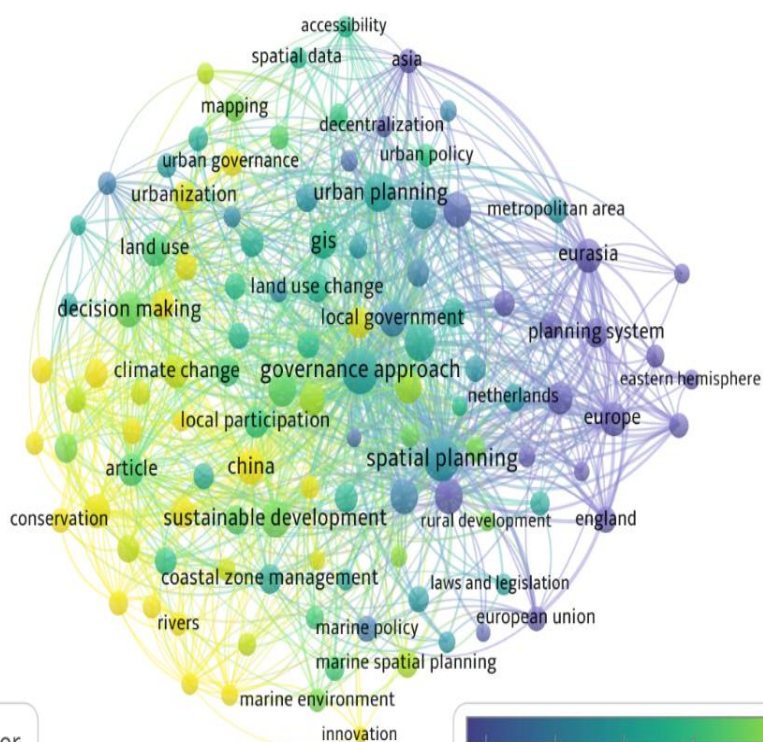 accessibility
spatial data
asia
mapping
decentralization
urban governance
urban policy
urbanization
urban planning
metropolitan area
land use
gis
eurasia
land use change
decision making
local government
planning system
climate change
governance approach
eastern hemisphere
netherlands
local participation
europe
article
china
spatial planning
conservation
sustainable development
rural development
england
coastal zone management
laws and legislation
rivers
marine policy
european union
marine spatial planning
marine environment
innovation